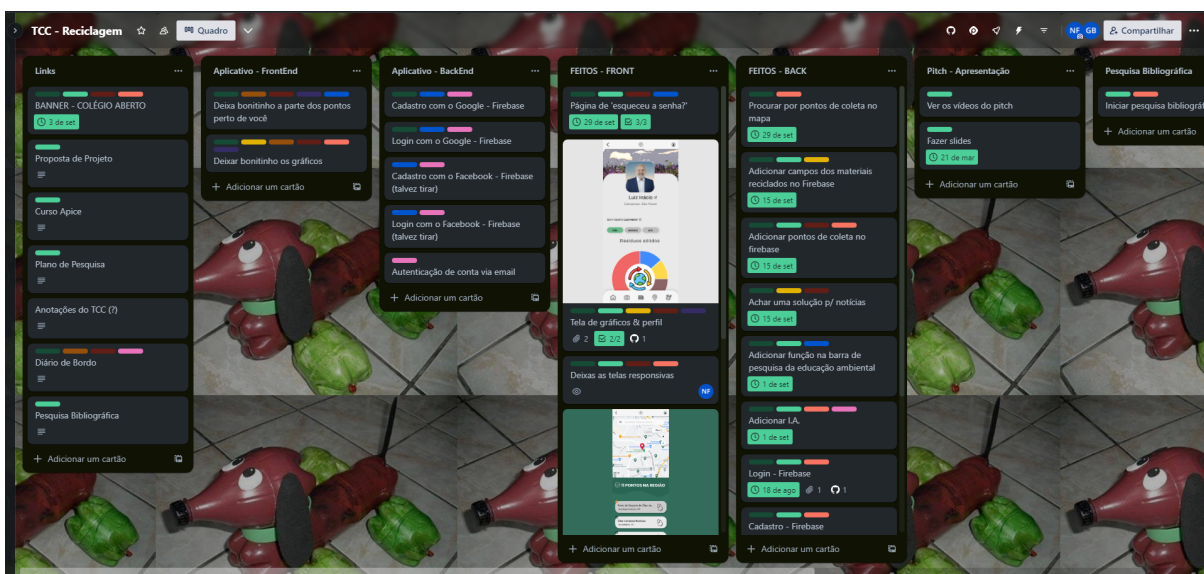 TCC - Reciclagem
Quadro
NF
GB
Compartilhar
Links
BANNER - COLÉGIO ABERTO
3 de set
Proposta de Projeto
Curso Apice
Plano de Pesquisa
Anotações do TCC (?)
Diário de Bordo
Pesquisa Bibliográfica
+ Adicionar um cartão
Aplicativo - FrontEnd
Deixa bonitinho a parte dos pontos
perto de você
Deixar bonitinho os gráficos
+ Adicionar um cartão
Aplicativo - BackEnd
Cadastro com o Google - Firebase
Login com o Google - Firebase
Cadastro com o Facebook - Firebase
(talvez tirar)
Login com o Facebook - Firebase
(talvez tirar)
Autenticação de conta via email
+ Adicionar um cartão
FEITOS - FRONT
Página de 'esqueceu a senha?'
29 de set
3/3
Resíduos sólidos
Tela de gráficos & perfil
2
2/2
1
Deixas as telas responsivas
NF
11 PONTOS NA REGIÃO
+ Adicionar um cartão
FEITOS - BACK
Procurar por pontos de coleta no
mapa
29 de set
Adicionar campos dos materiais
reciclados no Firebase
15 de set
Adicionar pontos de coleta no
firebase
15 de set
Achar uma solução p/ notícias
15 de set
Adicionar função na barra de
pesquisa da educação ambiental
1 de set
Adicionar I.A.
1 de set
Login - Firebase
18 de ago
1
1
Cadastro - Firebase
+ Adicionar um cartão
Pitch - Apresentação
Ver os vídeos do pitch
Fazer slides
21 de mar
+ Adicionar um cartão
Pesquisa Bibliográfica
Iniciar pesquisa bibliográf
+ Adicionar um cartão